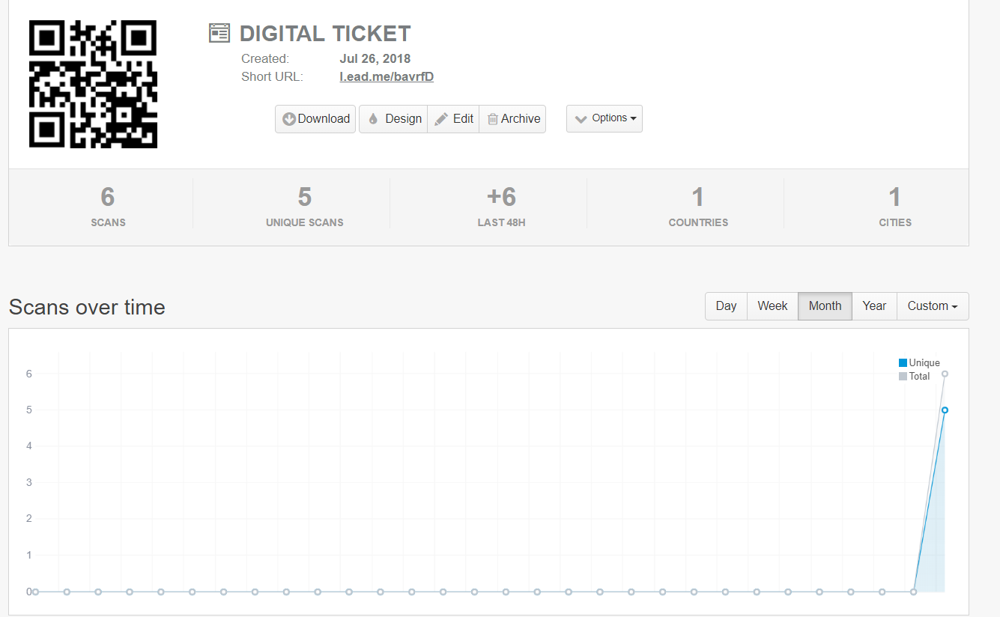 DIGITAL TICKET
Created: Jul 26, 2018
Short URL: l.ead.me/bavrfD
Download Design Edit Archive Options
6 5 +6 1 1
SCANS UNIQUE SCANS LAST 48H COUNTRIES CITIES
Scans over time Day Week Month Year Custom
Unique
Total
6
5
4
3
2
1
0